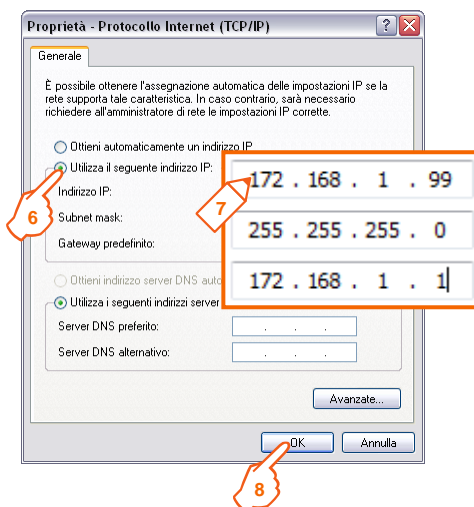 Proprietà - Protocollo Internet (TCP/IP)
Generale
È possibile ottenere l'assegnazione automatica delle impostazioni IP se la
rete supporta tale caratteristica. In caso contrario, sarà necessario
richiedere all'amministratore di rete le impostazioni IP corrette.
Ottieni automaticamente un indirizzo IP
Utilizza il seguente indirizzo IP:
6
Indirizzo IP:
7
172 . 168 . 1 . 99
Subnet mask:
255 . 255 . 255 . 0
Gateway predefinito:
172 . 168 . 1 . 1
Ottieni indirizzo server DNS auto
Utilizza i seguenti indirizzi server
Server DNS preferito:
. . .
Server DNS alternativo:
. . .
Avanzate...
OK
Annulla
8